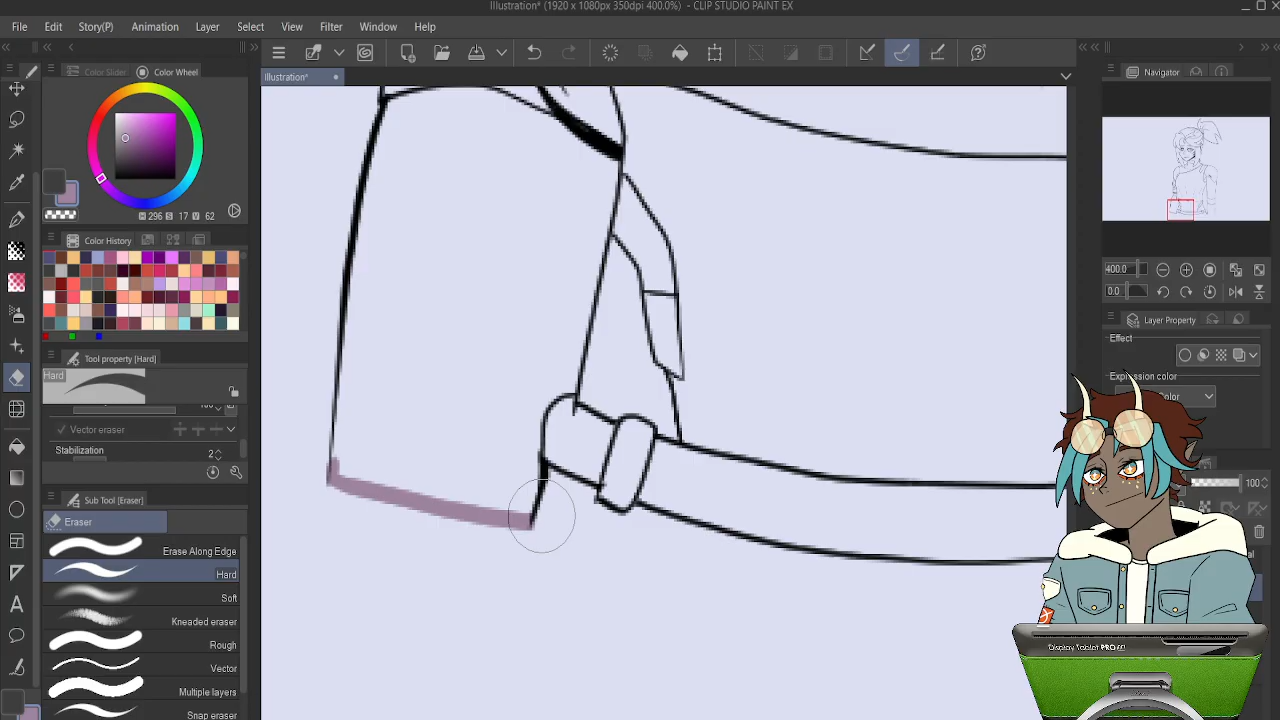 Illustration* (1920 x 1080px 350dpi 400.0%) - CLIP STUDIO PAINT EX
File Edit Story(P) Animation Layer Select View Filter Window Help
Color Slider Color Wheel
Illustration*
Navigator
H 296 S 17 V 62
Color History
400.0
0.0
Layer Property
Tool property [Hard]
Effect
Hard
Expression color
Vector eraser
Stabilization 2
100
Sub Tool [Eraser]
Eraser
Erase Along Edge
Hard
Soft
Kneaded eraser
Rough
Vector
Multiple layers
Snap eraser
Display Tablet PRO